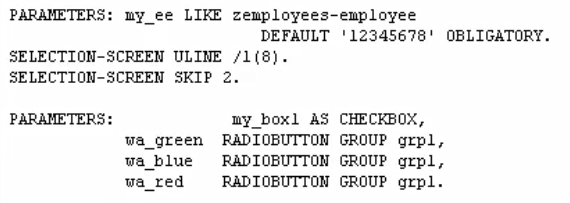 PARAMETERS: my_ee LIKE zemployees-employee
DEFAULT '12345678' OBLIGATORY.
SELECTION-SCREEN ULINE /1(8).
SELECTION-SCREEN SKIP 2.
PARAMETERS: my_box1 AS CHECKBOX,
wa_green RADIOBUTTON GROUP grp1,
wa_blue RADIOBUTTON GROUP grp1,
wa_red RADIOBUTTON GROUP grp1.